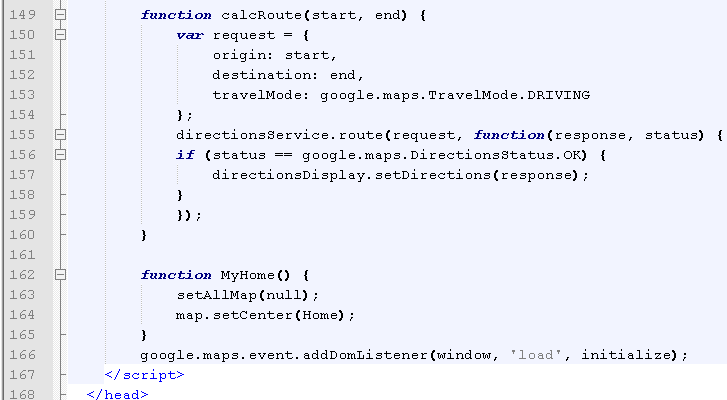 149 function calcRoute(start, end) {
150 var request = {
151 origin: start,
152 destination: end,
153 travelMode: google.maps.TravelMode.DRIVING
154 };
155 directionsService.route(request, function(response, status) {
156 if (status == google.maps.DirectionsStatus.OK) {
157 directionsDisplay.setDirections(response);
158 }
159 });
160 }
161
162 function MyHome() {
163 setAllMap(null);
164 map.setCenter(Home);
165 }
166 google.maps.event.addDomListener(window, 'load', initialize);
167 </script>
168 </head>